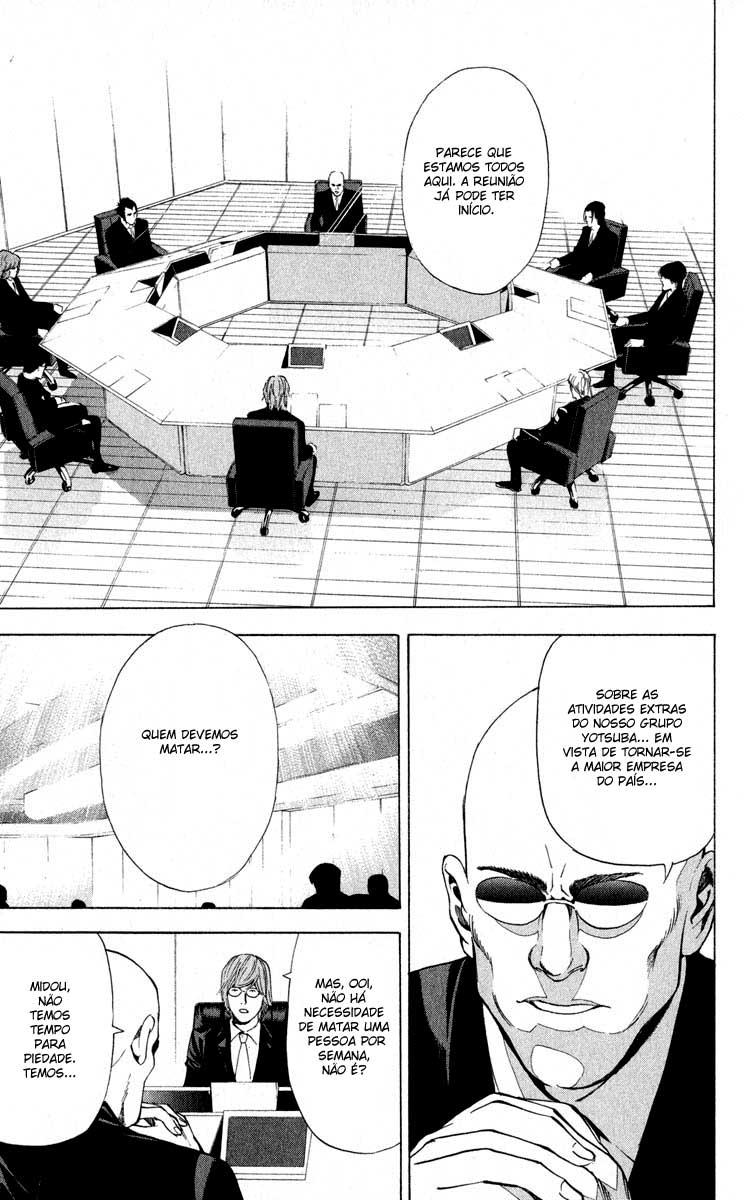 PARECE QUE
ESTAMOS TODOS
AQUI. A REUNIÃO
JÁ PODE TER
INÍCIO.
SOBRE AS
ATIVIDADES EXTRAS
DO NOSSO GRUPO
YOTSUBA... EM
VISTA DE TORNAR-SE
A MAIOR EMPRESA
DO PAÍS...
QUEM DEVEMOS
MATAR...?
MAS, OOI,
NÃO HÁ
NECESSIDADE
DE MATAR UMA
PESSOA POR
SEMANA,
NÃO É?
MIDOU,
NÃO
TEMOS
TEMPO
PARA
PIEDADE.
TEMOS...